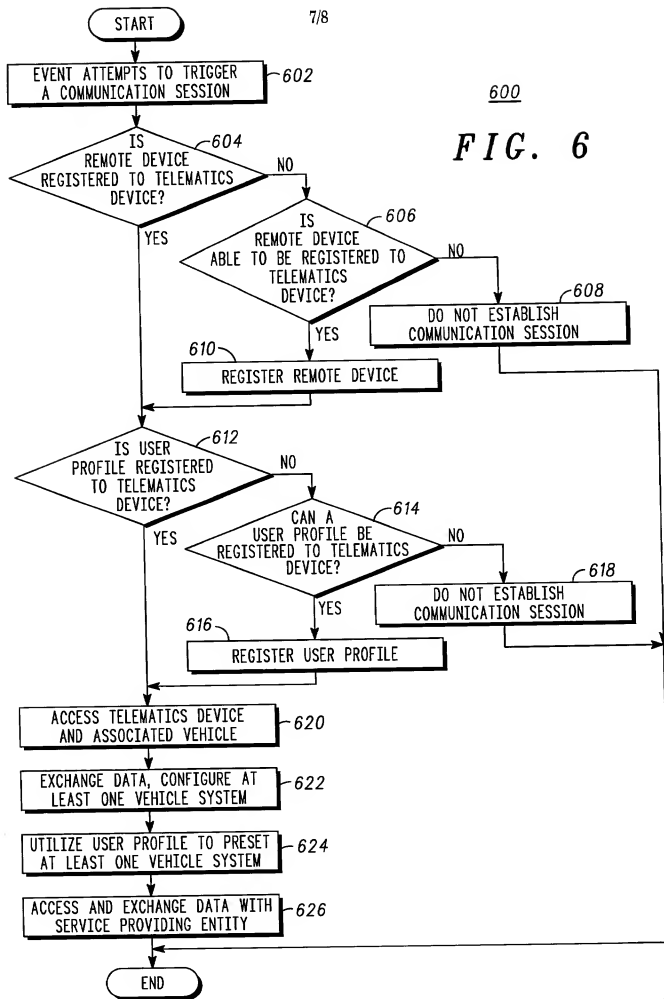 START
7/8
EVENT ATTEMPTS TO TRIGGER
A COMMUNICATION SESSION
602
600
FIG. 6
IS
REMOTE DEVICE
REGISTERED TO TELEMATICS
DEVICE?
604
NO
YES
IS
REMOTE DEVICE
ABLE TO BE REGISTERED TO
TELEMATICS
DEVICE?
606
NO
YES
608
DO NOT ESTABLISH
COMMUNICATION SESSION
610
REGISTER REMOTE DEVICE
IS USER
PROFILE REGISTERED
TO TELEMATICS
DEVICE?
612
NO
YES
CAN A
USER PROFILE BE
REGISTERED TO TELEMATICS
DEVICE?
614
NO
YES
618
DO NOT ESTABLISH
COMMUNICATION SESSION
616
REGISTER USER PROFILE
ACCESS TELEMATICS DEVICE
AND ASSOCIATED VEHICLE
620
EXCHANGE DATA, CONFIGURE AT
LEAST ONE VEHICLE SYSTEM
622
UTILIZE USER PROFILE TO PRESET
AT LEAST ONE VEHICLE SYSTEM
624
ACCESS AND EXCHANGE DATA WITH
SERVICE PROVIDING ENTITY
626
END